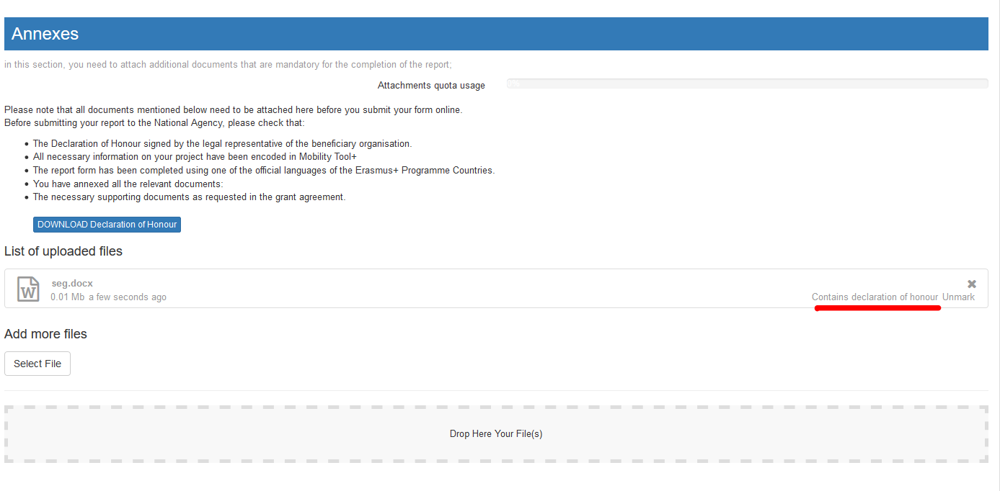 Annexes
in this section, you need to attach additional documents that are mandatory for the completion of the report;
Attachments quota usage
0%
Please note that all documents mentioned below need to be attached here before you submit your form online.
Before submitting your report to the National Agency, please check that:
The Declaration of Honour signed by the legal representative of the beneficiary organisation.
All necessary information on your project have been encoded in Mobility Tool+
The report form has been completed using one of the official languages of the Erasmus+ Programme Countries.
You have annexed all the relevant documents:
The necessary supporting documents as requested in the grant agreement.
DOWNLOAD Declaration of Honour
List of uploaded files
W
seg.docx
0.01 Mb a few seconds ago
Contains declaration of honour Unmark
Add more files
Select File
Drop Here Your File(s)